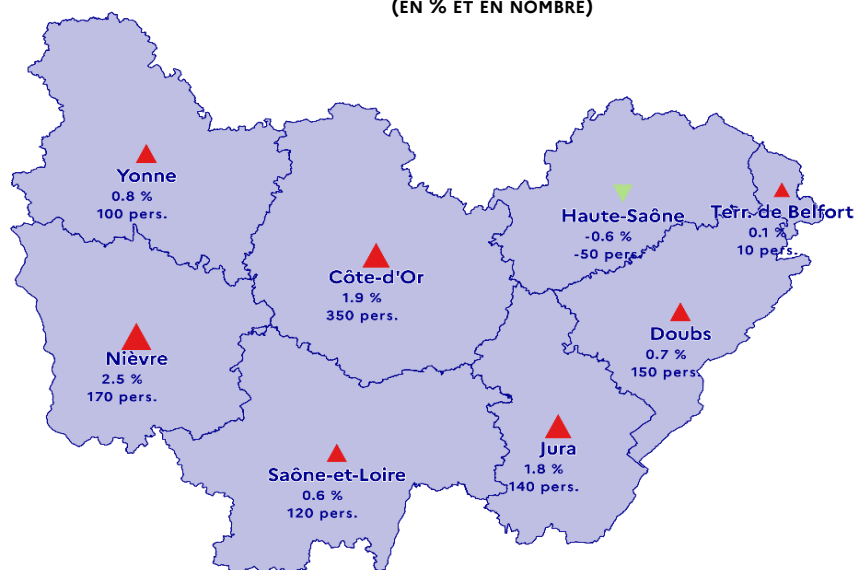 (EN % ET EN NOMBRE)
Yonne
0.8 %
100 pers.
Haute-Saône
-0.6 %
-50 pers.
Terr. de Belfort
0.1 %
10 pers.
Côte-d'Or
1.9 %
350 pers.
Doubs
0.7 %
150 pers.
Nièvre
2.5 %
170 pers.
Jura
1.8 %
140 pers.
Saône-et-Loire
0.6 %
120 pers.